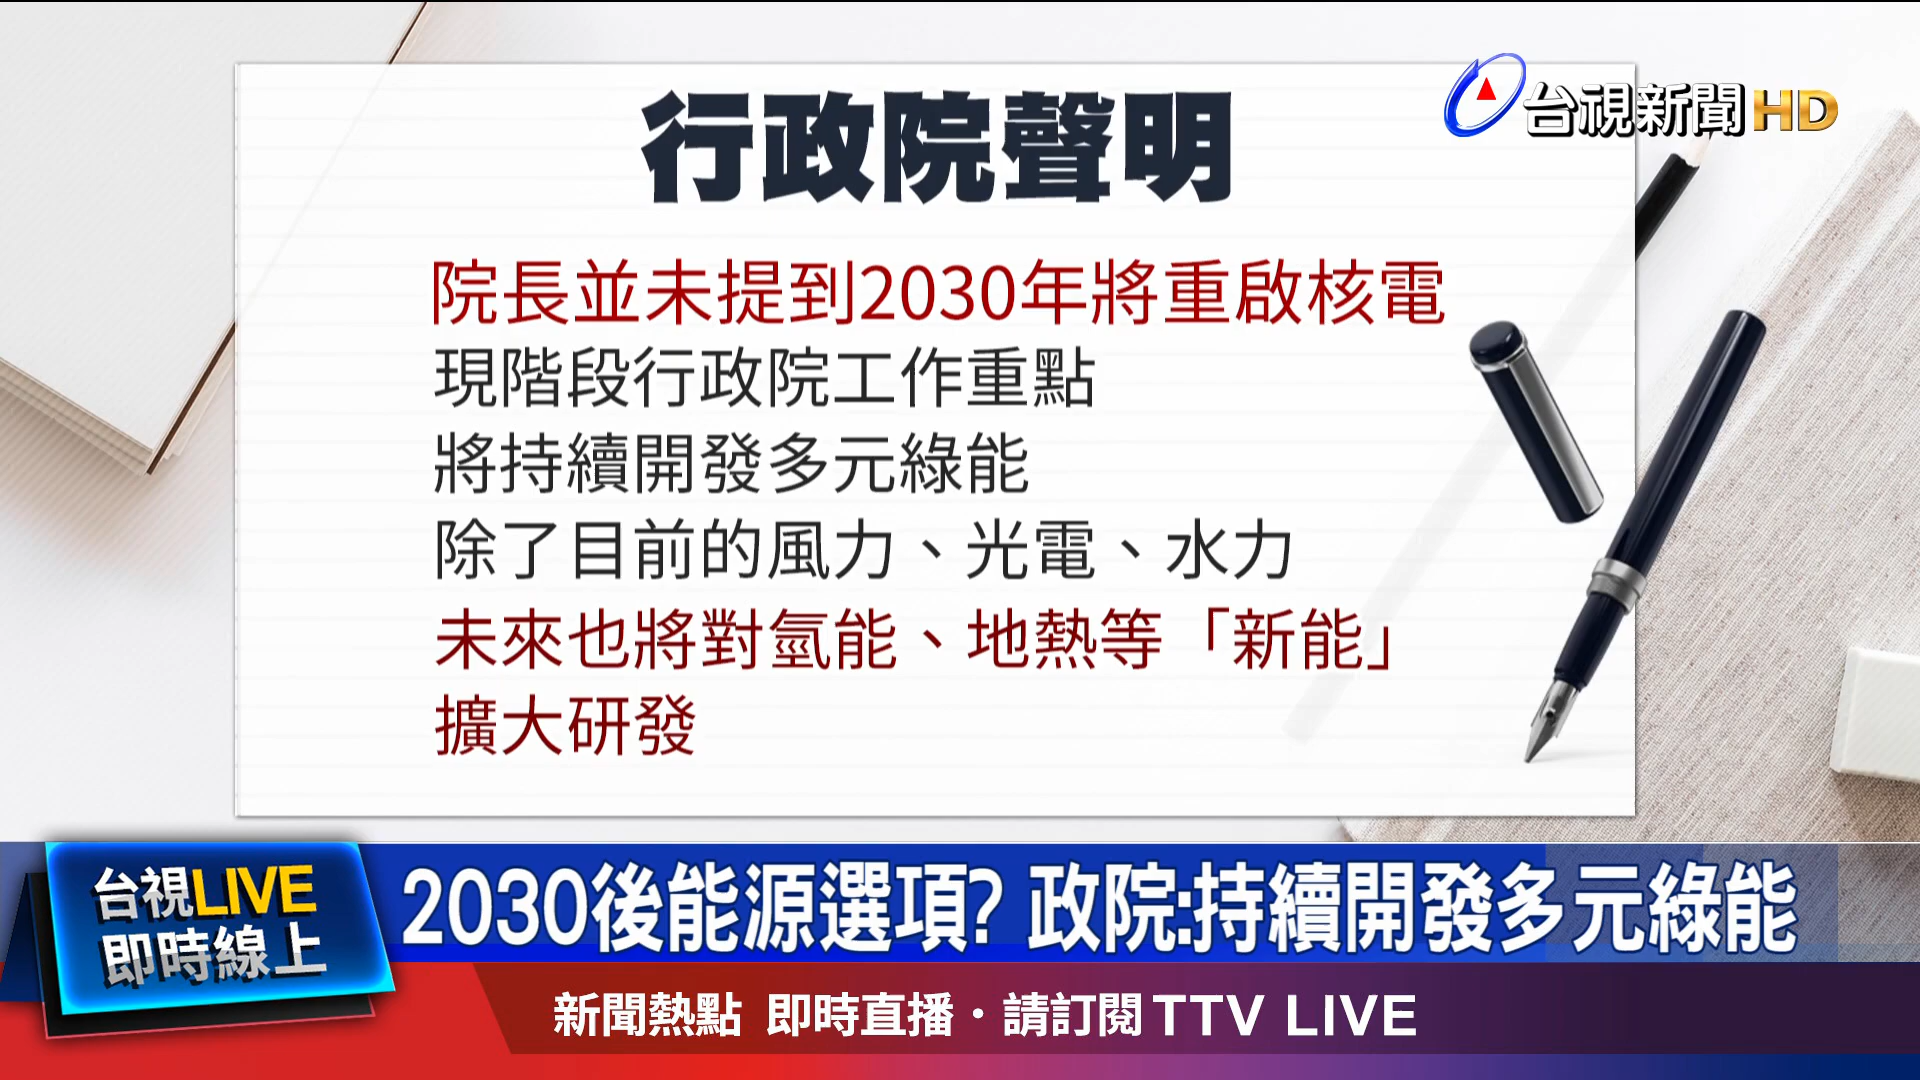 行政院聲明
台視新聞HD
院長並未提到2030年將重啟核電
現階段行政院工作重點
將持續開發多元綠能
除了目前的風力、光電、水力
未來也將對氫能、地熱等「新能」
擴大研發
台視LIVE
即時線上
2030後能源選項? 政院:持續開發多元綠能
新聞熱點 即時直播・請訂閱TTV LIVE